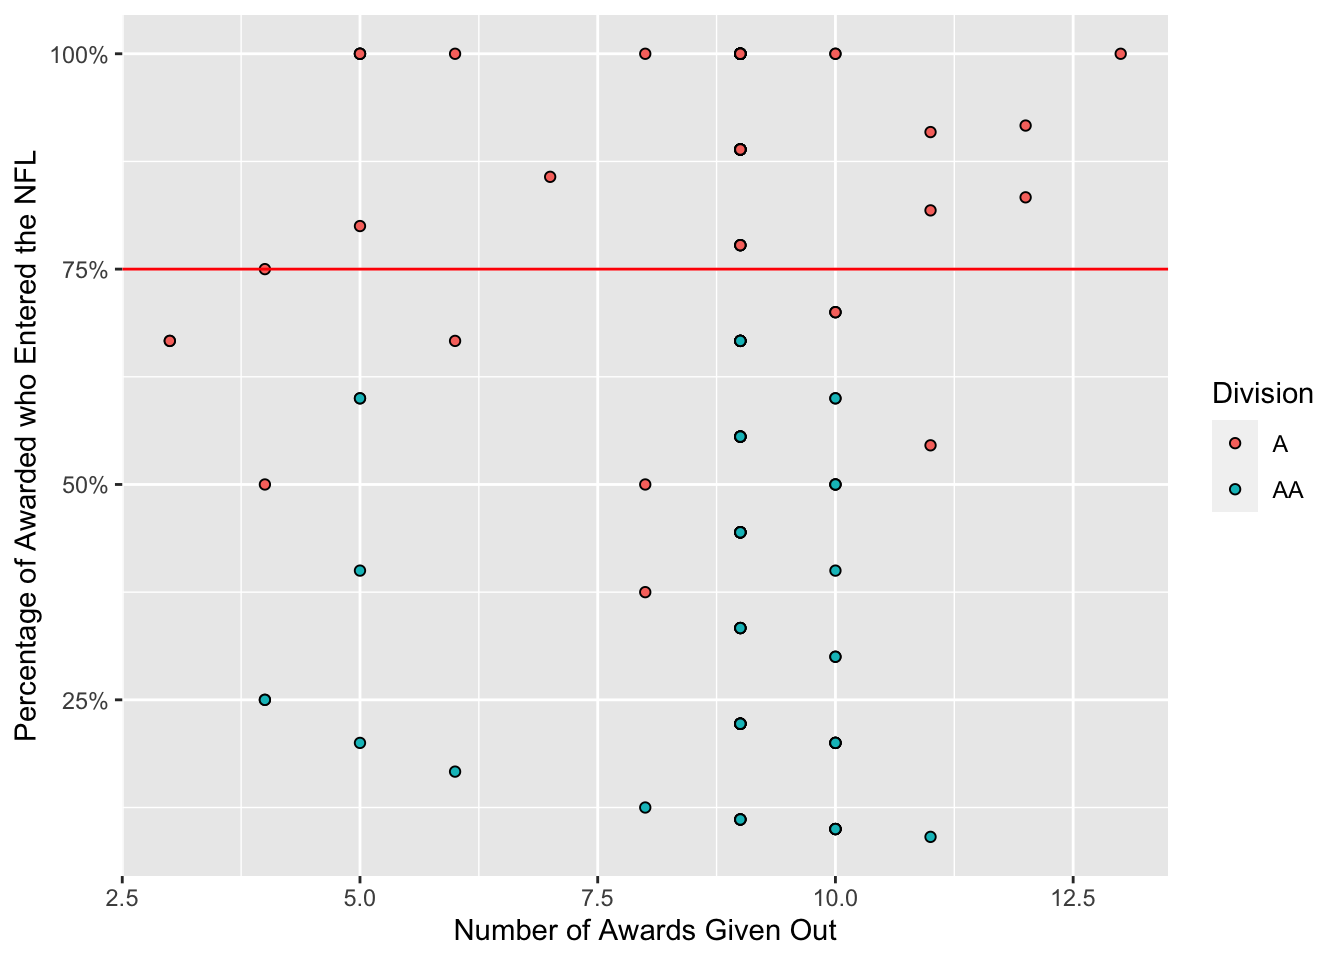 Percentage of Awarded who Entered the NFL
100%
75%
50%
25%
2.5
5.0
7.5
10.0
12.5
Number of Awards Given Out
Division
A
AA